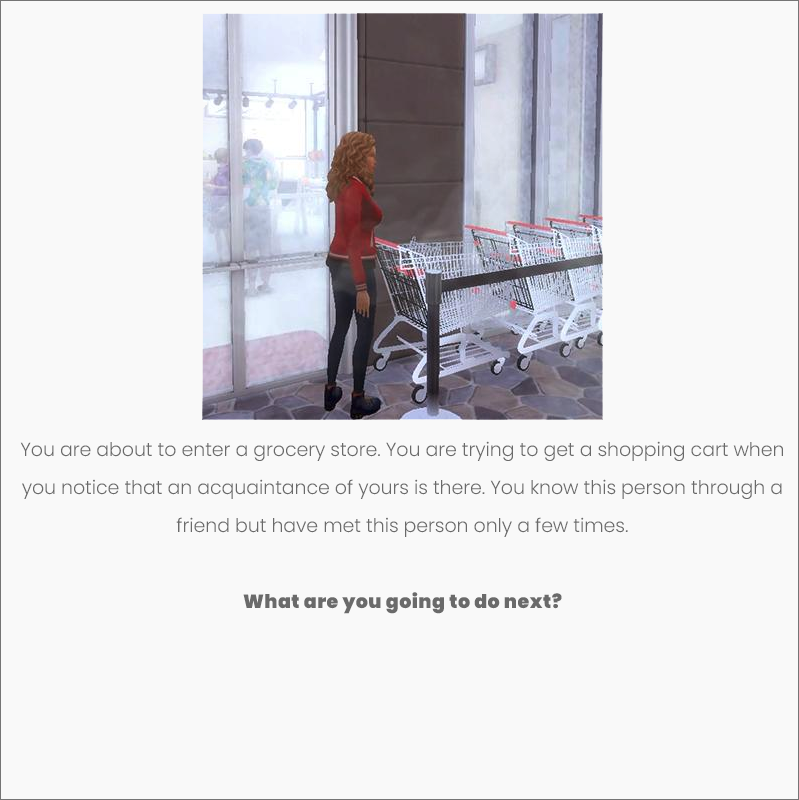 You are about to enter a grocery store. You are trying to get a shopping cart when
you notice that an acquaintance of yours is there. You know this person through a
friend but have met this person only a few times.
What are you going to do next?